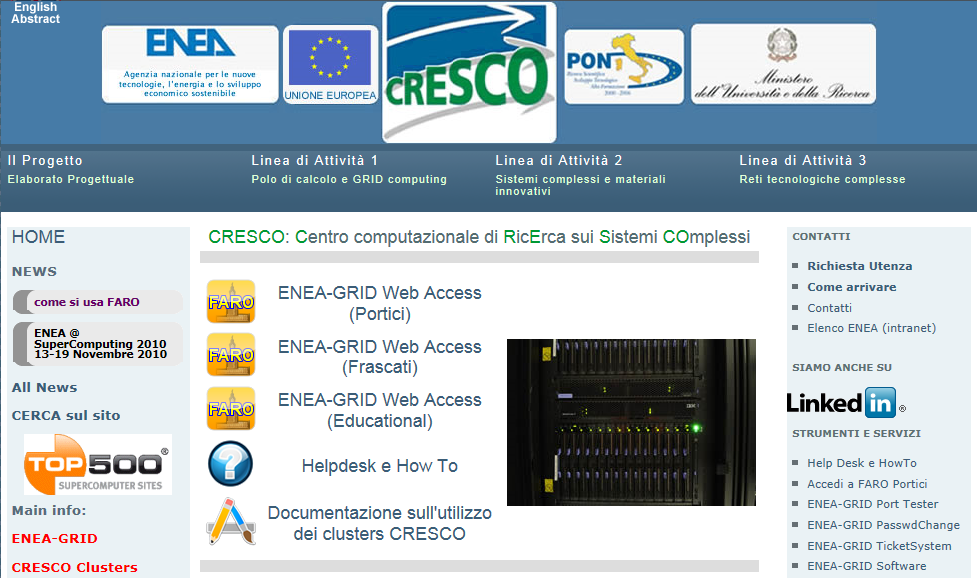 English
Abstract
ENEA
Agenzia nazionale per le nuove
tecnologie, l'energia e lo sviluppo
economico sostenibile
UNIONE EUROPEA
CRESCO
PON
Ricerca Scientifica
Sviluppo Tecnologico
Alta Formazione
2000 - 2006
Ministero
dell'Università e della Ricerca
Il Progetto
Elaborato Progettuale
Linea di Attività 1
Polo di calcolo e GRID computing
Linea di Attività 2
Sistemi complessi e materiali
innovativi
Linea di Attività 3
Reti tecnologiche complesse
HOME
NEWS
come si usa FARO
ENEA @
SuperComputing 2010
13-19 Novembre 2010
All News
CERCA sul sito
TOP500®
SUPERCOMPUTER SITES
Main info:
ENEA-GRID
CRESCO Clusters
CRESCO: Centro computazionale di RicErca sui Sistemi COmplessi
FARO
ENEA-GRID Web Access
(Portici)
FARO
ENEA-GRID Web Access
(Frascati)
FARO
ENEA-GRID Web Access
(Educational)
?
Helpdesk e How To
Documentazione sull'utilizzo
dei clusters CRESCO
CONTATTI
Richiesta Utenza
Come arrivare
Contatti
Elenco ENEA (intranet)
SIAMO ANCHE SU
Linked in ®
STRUMENTI E SERVIZI
Help Desk e HowTo
Accedi a FARO Portici
ENEA-GRID Port Tester
ENEA-GRID PasswdChange
ENEA-GRID TicketSystem
ENEA-GRID Software